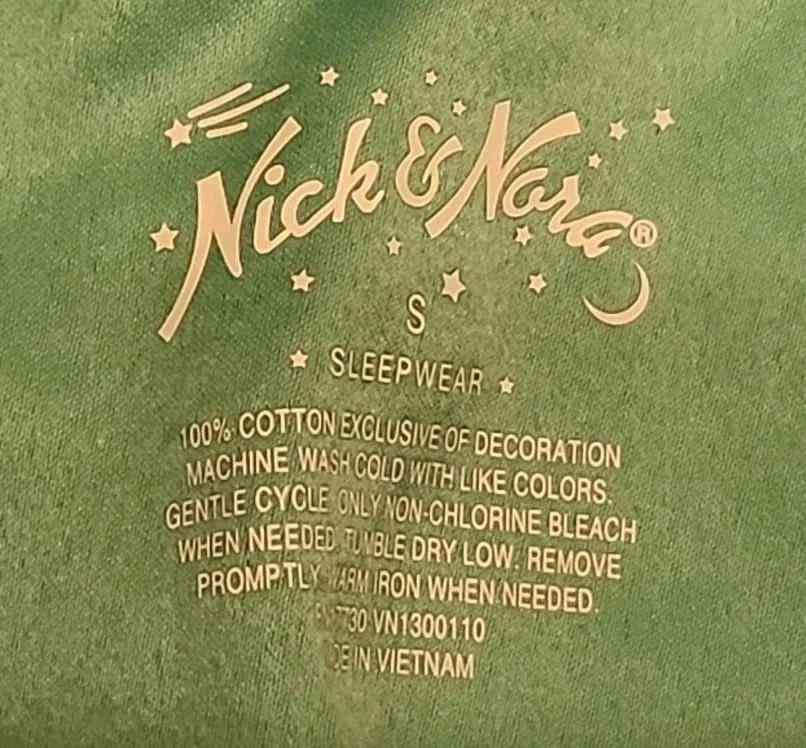 Nick & Nora®
S
SLEEPWEAR
100% COTTON EXCLUSIVE OF DECORATION
MACHINE WASH COLD WITH LIKE COLORS.
GENTLE CYCLE ONLY NON-CHLORINE BLEACH
WHEN NEEDED TUMBLE DRY LOW. REMOVE
PROMPTLY WARM IRON WHEN NEEDED.
VN1300110
IN VIETNAM